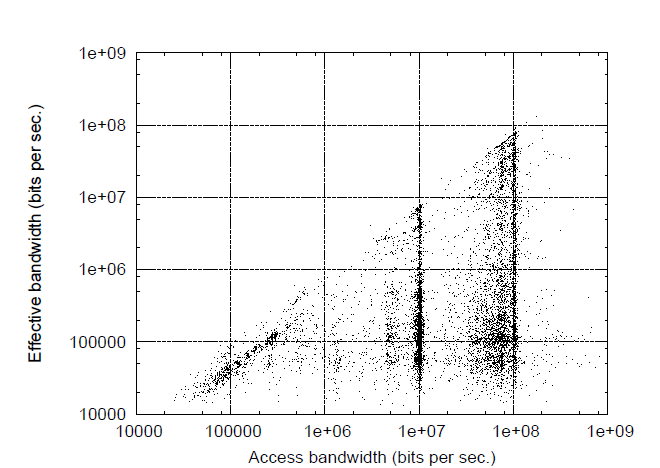 Effective bandwidth (bits per sec.)
1e+09
1e+08
1e+07
1e+06
100000
10000
10000 100000 1e+06 1e+07 1e+08 1e+09
Access bandwidth (bits per sec.)